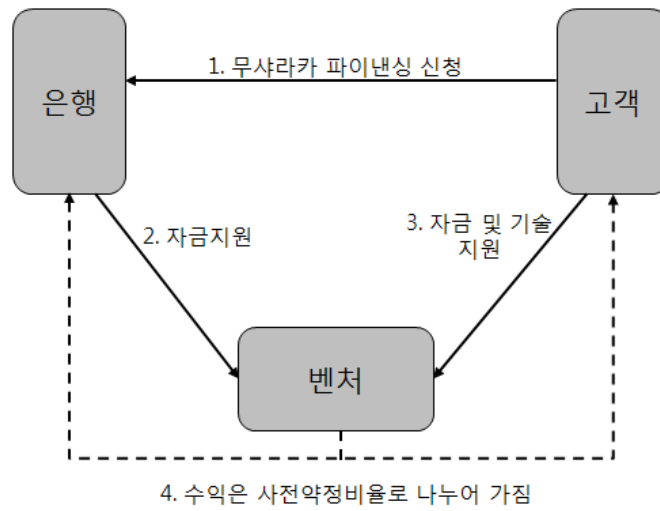 1. 무샤라카 파이낸싱 신청
은행
고객
2. 자금지원
3. 자금 및 기술
지원
벤처
4. 수익은 사전약정비율로 나누어 가짐